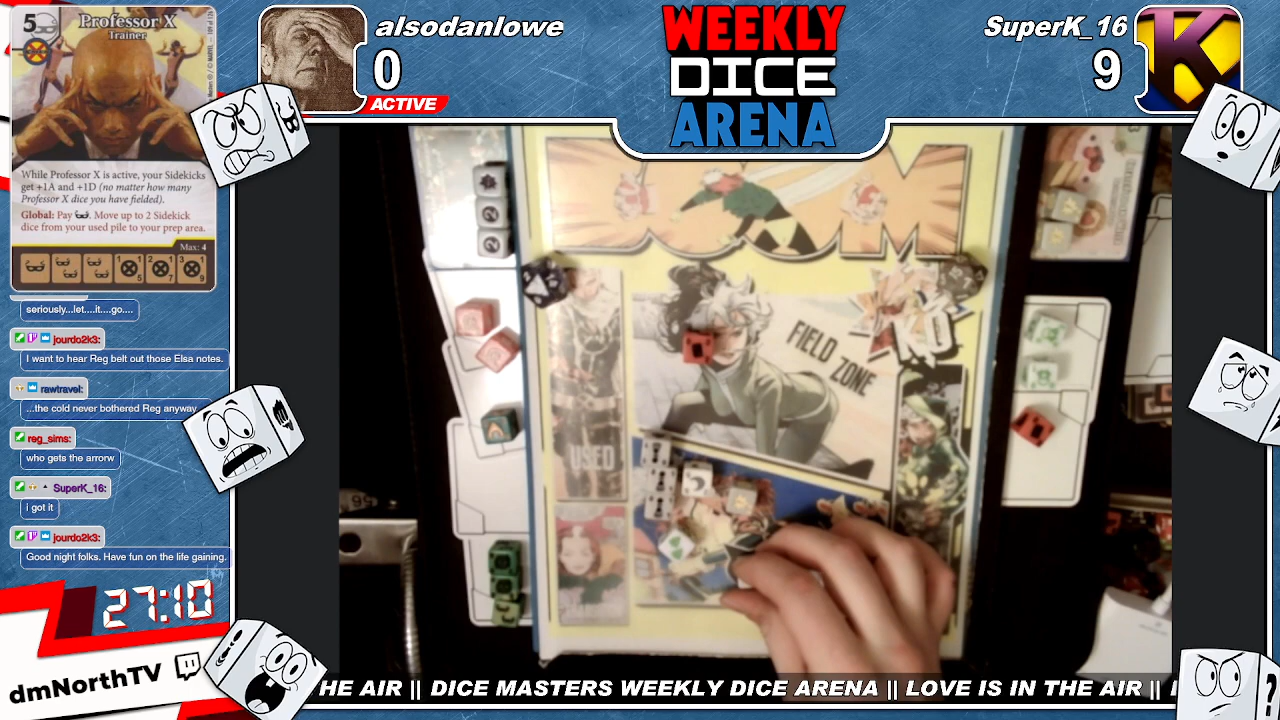 5
Professor X
Trainer
While Professor X is active, your Sidekicks
get +1A and +1D (no matter how many
Professor X dice you have fielded).
Global: Pay . Move up to 2 Sidekick
dice from your used pile to your prep area.
Max: 4
alsodanlowe
0
ACTIVE
WEEKLY
DICE
ARENA
SuperK_16
9
K
FIELD ZONE
USED
seriously...let....it....go....
jourdo2k3:
I want to hear Reg belt out those Elsa notes.
rawtravel:
...the cold never bothered Reg anyway
reg_sims:
who gets the arrorw
SuperK_16:
i got it
jourdo2k3:
Good night folks. Have fun on the life gaining.
27:10
dmNorthTV
HE AIR || DICE MASTERS WEEKLY DICE ARENA || LOVE IS IN THE AIR ||